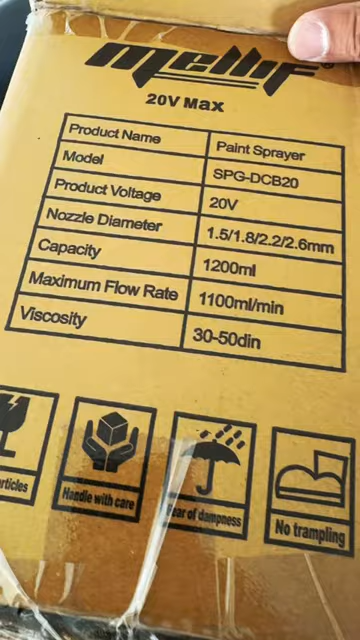 mellif®
20V Max
Product Name Paint Sprayer
Model SPG-DCB20
Product Voltage 20V
Nozzle Diameter 1.5/1.8/2.2/2.6mm
Capacity 1200ml
Maximum Flow Rate 1100ml/min
Viscosity 30-50din
articles
Handle with care
Fear of dampness
No trampling